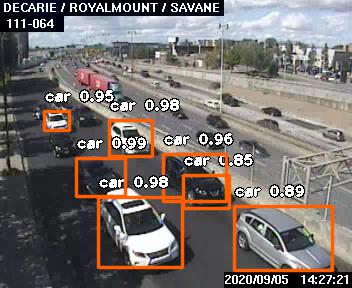 DECARIE / ROYALMOUNT / SAVANE
111-064
car 0.95
car 0.98
car 0.99
car 0.96
car 0.85
car 0.98
car 0.89
2020/09/05 14:27:21